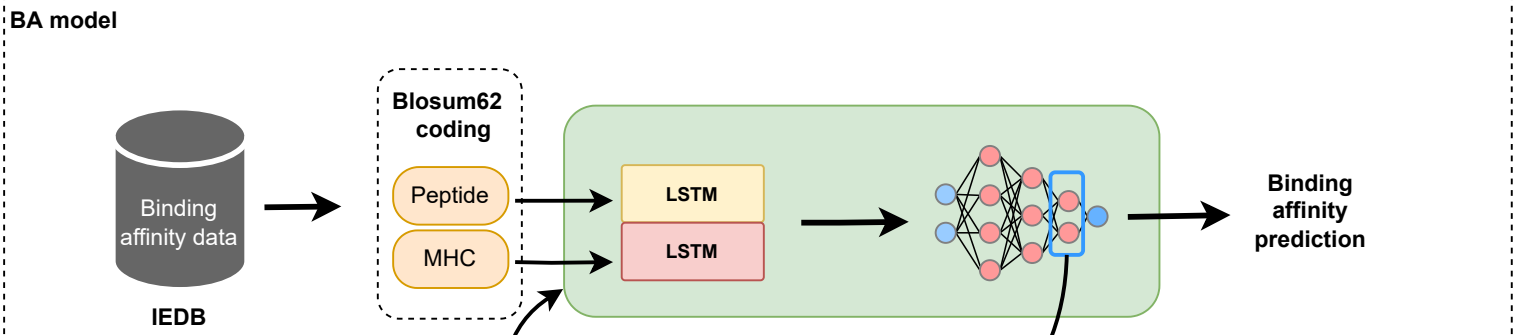 BA model
Blosum62
coding
Peptide
MHC
Binding
affinity data
IEDB
LSTM
LSTM
Binding
affinity
prediction